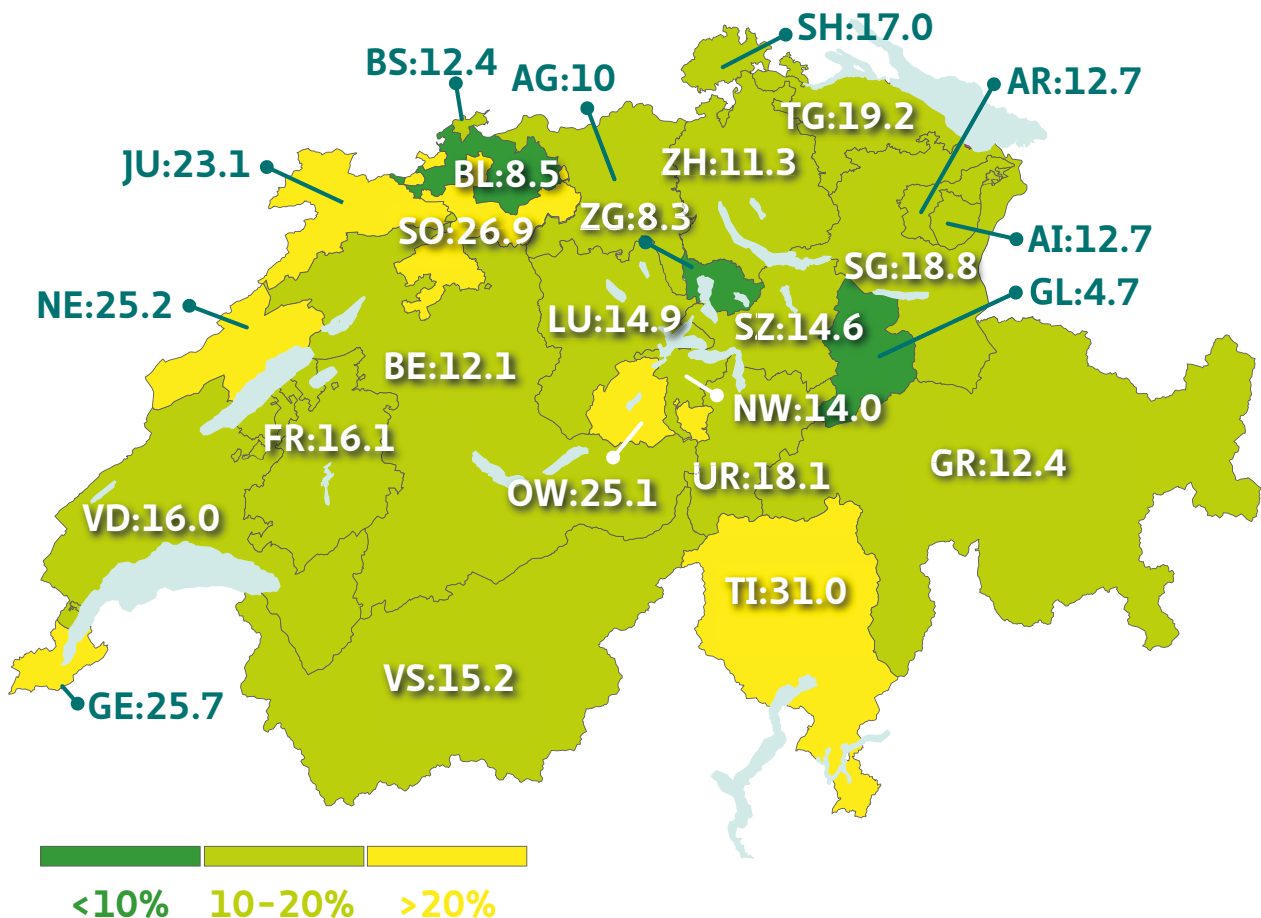 SH:17.0
BS:12.4
AG:10
AR:12.7
TG:19.2
JU:23.1
ZH:11.3
BL:8.5
ZG:8.3
SO:26.9
AI:12.7
SG:18.8
GL:4.7
NE:25.2
LU:14.9
SZ:14.6
BE:12.1
NW:14.0
FR:16.1
GR:12.4
UR:18.1
OW:25.1
VD:16.0
TI:31.0
VS:15.2
GE:25.7
<10% 10-20% >20%